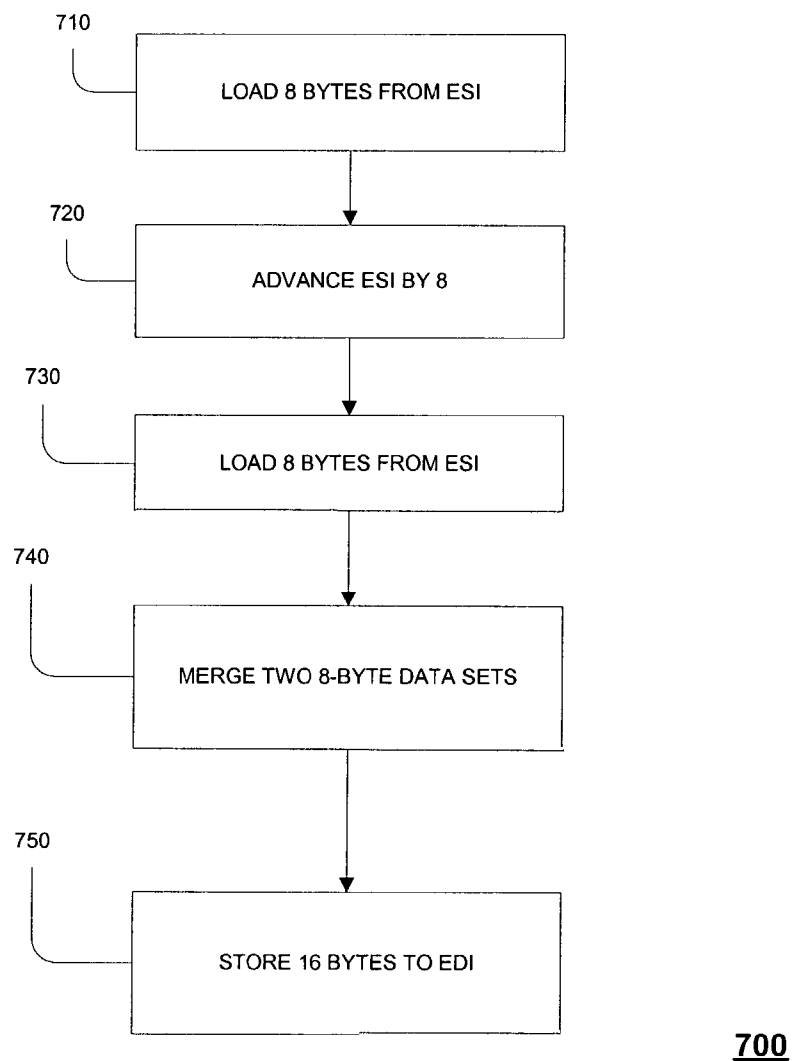 710
LOAD 8 BYTES FROM ESI
720
ADVANCE ESI BY 8
730
LOAD 8 BYTES FROM ESI
740
MERGE TWO 8-BYTE DATA SETS
750
STORE 16 BYTES TO EDI
700